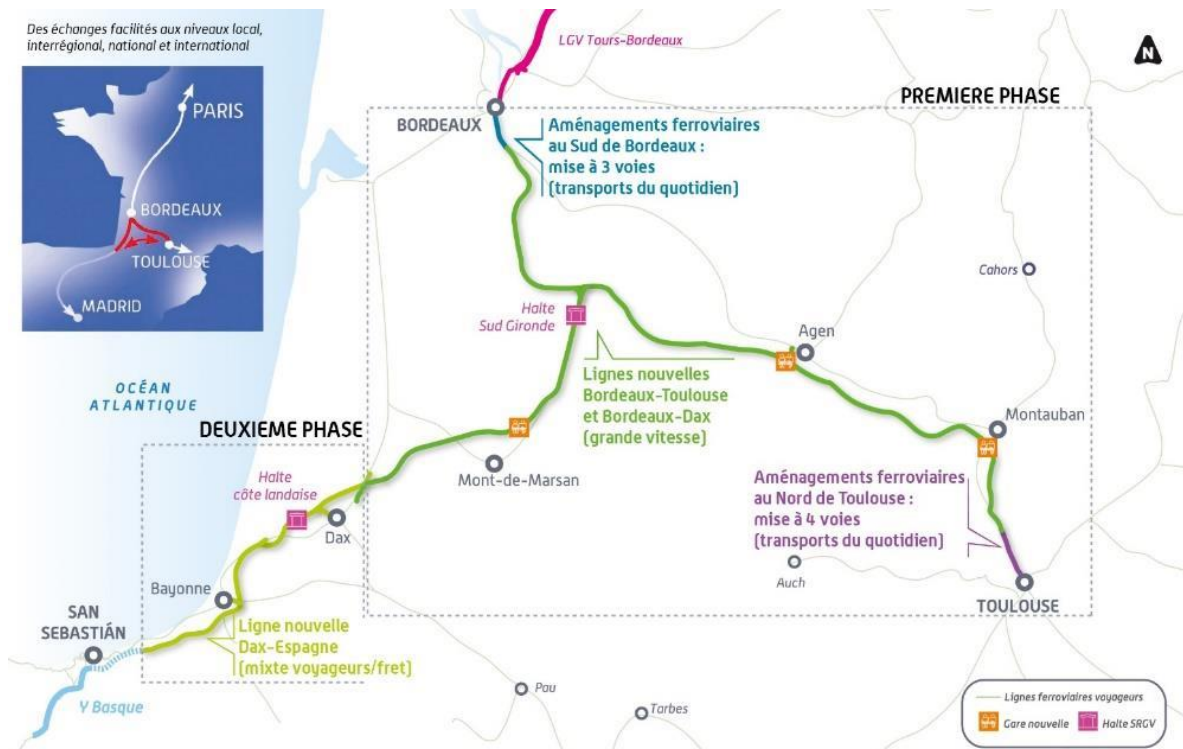 Des échanges facilités aux niveaux local,
interrégional, national et international
PARIS
BORDEAUX
TOULOUSE
MADRID
LGV Tours-Bordeaux
N
PREMIERE PHASE
BORDEAUX
Aménagements ferroviaires
au Sud de Bordeaux :
mise à 3 voies
(transports du quotidien)
Cahors
Halte
Sud Gironde
Agen
Lignes nouvelles
Bordeaux-Toulouse
et Bordeaux-Dax
(grande vitesse)
OCÉAN
ATLANTIQUE
DEUXIEME PHASE
Montauban
Mont-de-Marsan
Halte
côte landaise
Dax
Aménagements ferroviaires
au Nord de Toulouse :
mise à 4 voies
(transports du quotidien)
Auch
TOULOUSE
Bayonne
SAN
SEBASTIÁN
Ligne nouvelle
Dax-Espagne
(mixte voyageurs/fret)
Y Basque
Pau
Tarbes
Lignes ferroviaires voyageurs
Gare nouvelle
Halte SRGV